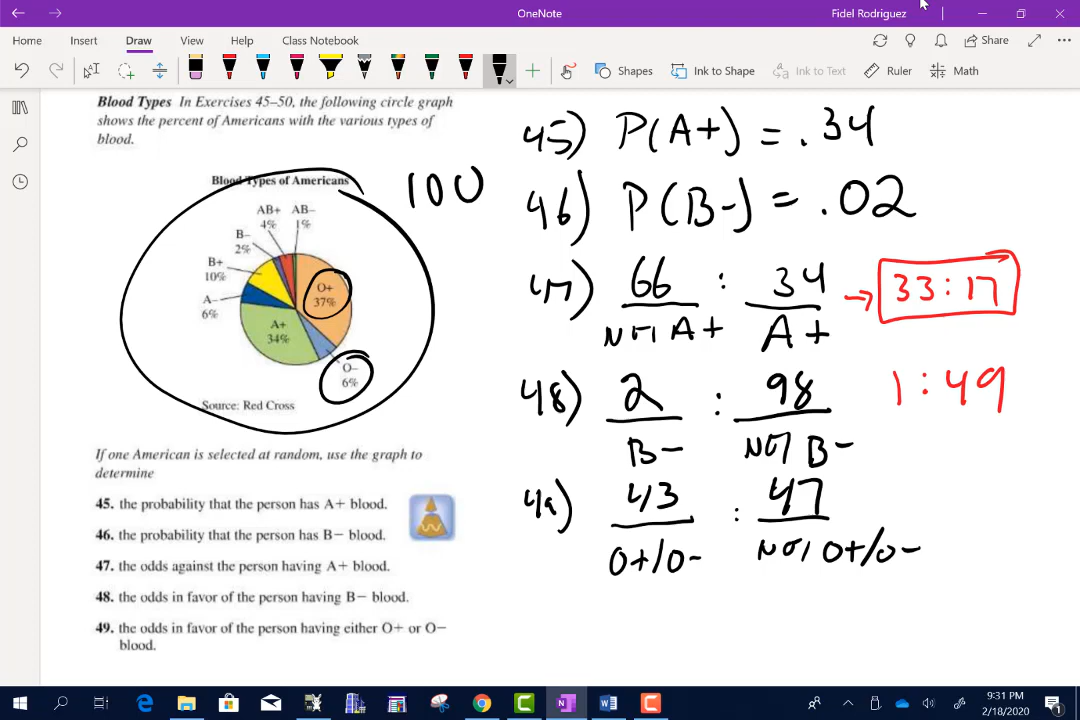 OneNote
Fidel Rodriguez
Home Insert Draw View Help Class Notebook
Share
Shapes Ink to Shape Ink to Text Ruler Math
Blood Types In Exercises 45–50, the following circle graph
shows the percent of Americans with the various types of
blood.
Blood Types of Americans
AB+ AB–
4% 1%
B–
2%
B+
10%
A–
6%
O+
37%
A+
34%
O–
6%
Source: Red Cross
100
If one American is selected at random, use the graph to
determine
45. the probability that the person has A+ blood.
46. the probability that the person has B– blood.
47. the odds against the person having A+ blood.
48. the odds in favor of the person having B– blood.
49. the odds in favor of the person having either O+ or O–
blood.
45) P(A+) = .34
46) P(B-) = .02
47) 66 : 34 → 33:17
NOT A+ A+
48) 2 : 98 1:49
B- NOT B-
49) 43 : 47
O+/O- NOT O+/O-
9:31 PM
2/18/2020
1